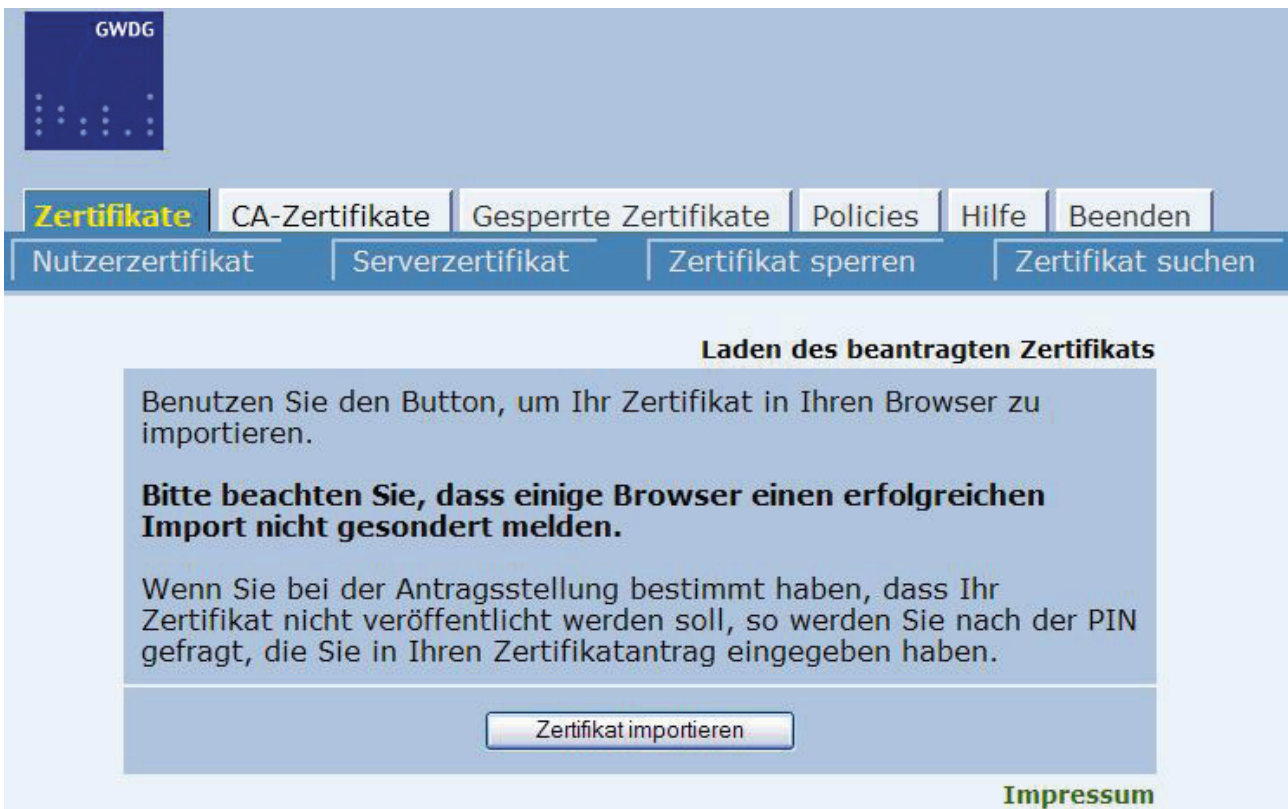 GWDG
Zertifikate CA-Zertifikate Gesperrte Zertifikate Policies Hilfe Beenden
Nutzerzertifikat Serverzertifikat Zertifikat sperren Zertifikat suchen
Laden des beantragten Zertifikats
Benutzen Sie den Button, um Ihr Zertifikat in Ihren Browser zu
importieren.
Bitte beachten Sie, dass einige Browser einen erfolgreichen
Import nicht gesondert melden.
Wenn Sie bei der Antragsstellung bestimmt haben, dass Ihr
Zertifikat nicht veröffentlicht werden soll, so werden Sie nach der PIN
gefragt, die Sie in Ihren Zertifikatantrag eingegeben haben.
Zertifikat importieren
Impressum